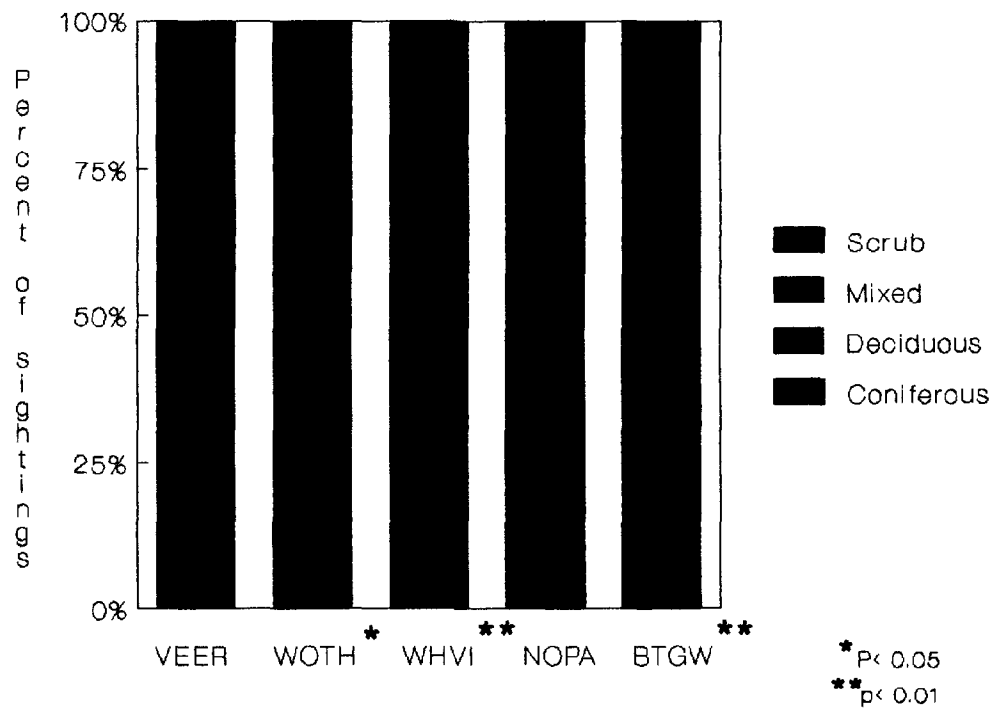 Percent of sightings
100%
75%
50%
25%
0%
VEER WOTH* WHVI** NOPA BTGW**
Scrub
Mixed
Deciduous
Coniferous
*P< 0.05
**p< 0.01